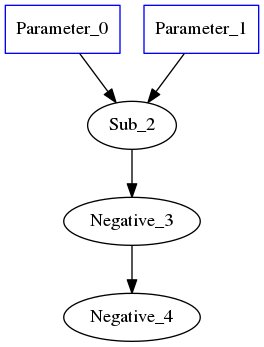 Parameter_0
Parameter_1
Sub_2
Negative_3
Negative_4